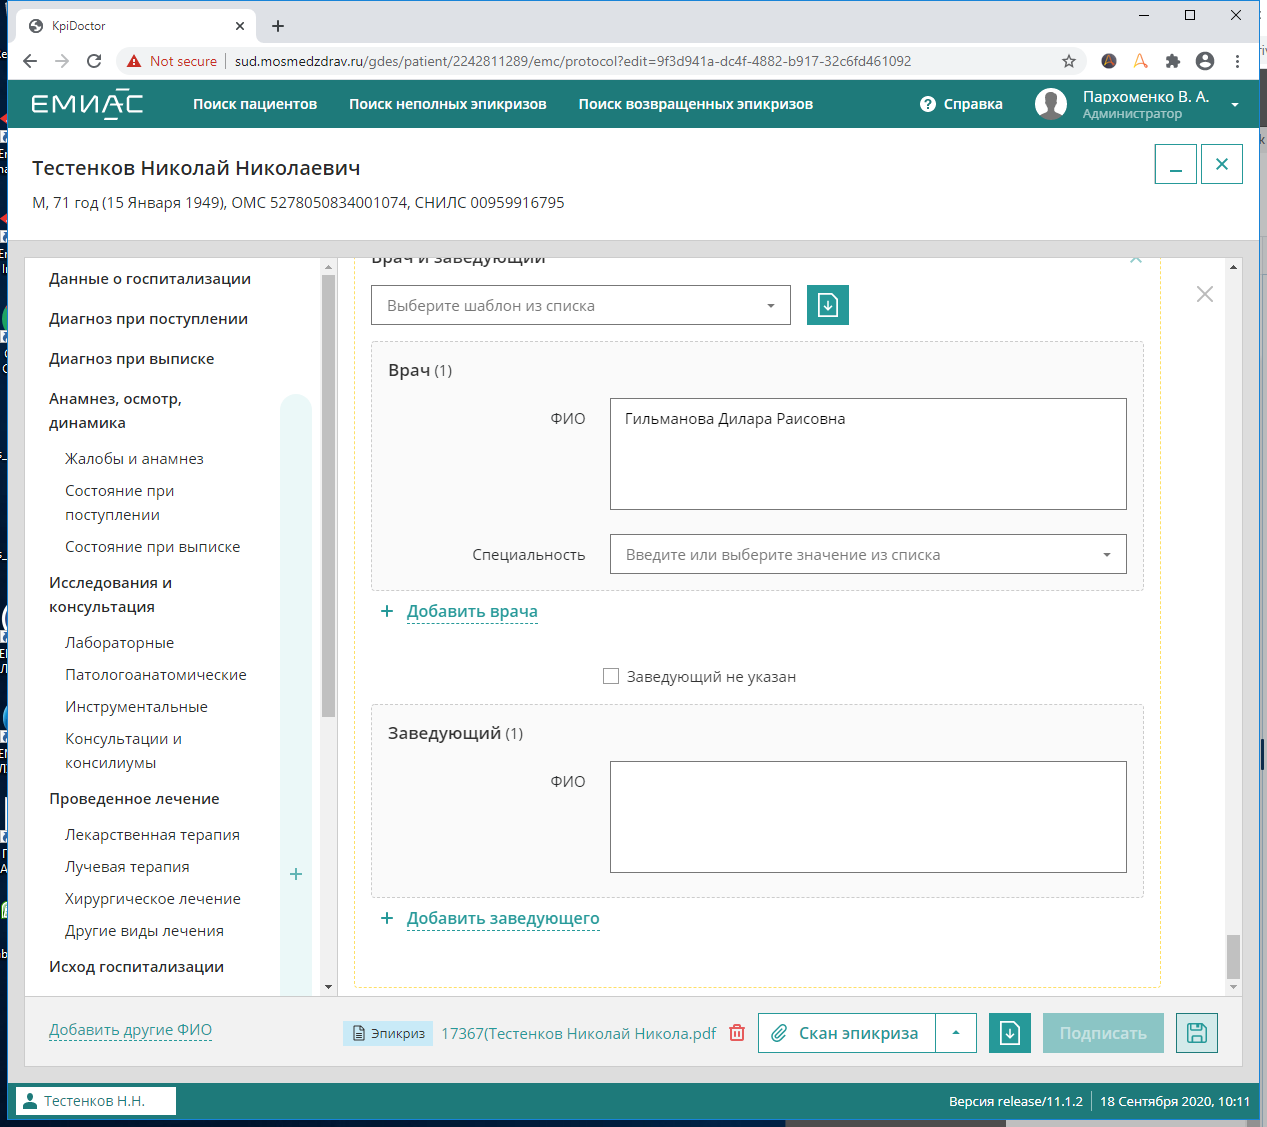 KpiDoctor
Not secure
sud.mosmedzdrav.ru/gdes/patient/2242811289/emc/protocol?edit=9f3d941a-dc4f-4882-b917-32c6fd461092
ЕМИАС
Поиск пациентов
Поиск неполных эпикризов
Поиск возвращенных эпикризов
Справка
Пархоменко В. А.
Администратор
Тестенков Николай Николаевич
М, 71 год (15 Января 1949), ОМС 5278050834001074, СНИЛС 00959916795
Данные о госпитализации
Диагноз при поступлении
Диагноз при выписке
Анамнез, осмотр,
динамика
Жалобы и анамнез
Состояние при
поступлении
Состояние при выписке
Исследования и
консультация
Лабораторные
Патологоанатомические
Инструментальные
Консультации и
консилиумы
Проведенное лечение
Лекарственная терапия
Лучевая терапия
Хирургическое лечение
Другие виды лечения
Исход госпитализации
Врач и заведующий
Выберите шаблон из списка
Врач (1)
ФИО
Гильманова Дилара Раисовна
Специальность
Введите или выберите значение из списка
+ Добавить врача
Заведующий не указан
Заведующий (1)
ФИО
+ Добавить заведующего
Добавить другие ФИО
Эпикриз
17367(Тестенков Николай Никола.pdf
Скан эпикриза
Подписать
Тестенков Н.Н.
Версия release/11.1.2
18 Сентября 2020, 10:11